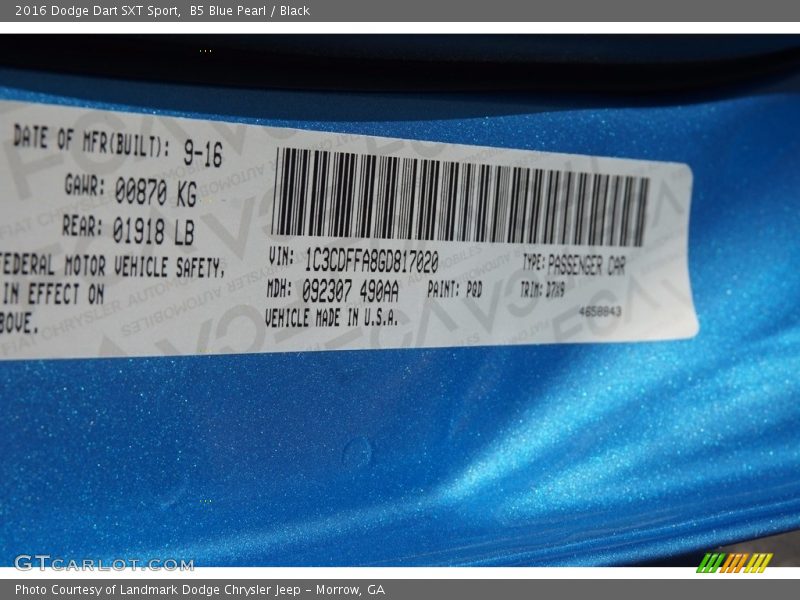 2016 Dodge Dart SXT Sport, B5 Blue Pearl / Black
DATE OF MFR(BUILT): 9-16
GAWR: 00870 KG
REAR: 01918 LB
FEDERAL MOTOR VEHICLE SAFETY,
IN EFFECT ON
BOVE.
VIN: 1C3CDFFA8GD817020
TYPE: PASSENGER CAR
MDH: 092307 490AA
PAINT: PQD
TRIM: D7X9
VEHICLE MADE IN U.S.A.
4658843
GTCARLOT.COM
Photo Courtesy of Landmark Dodge Chrysler Jeep – Morrow, GA